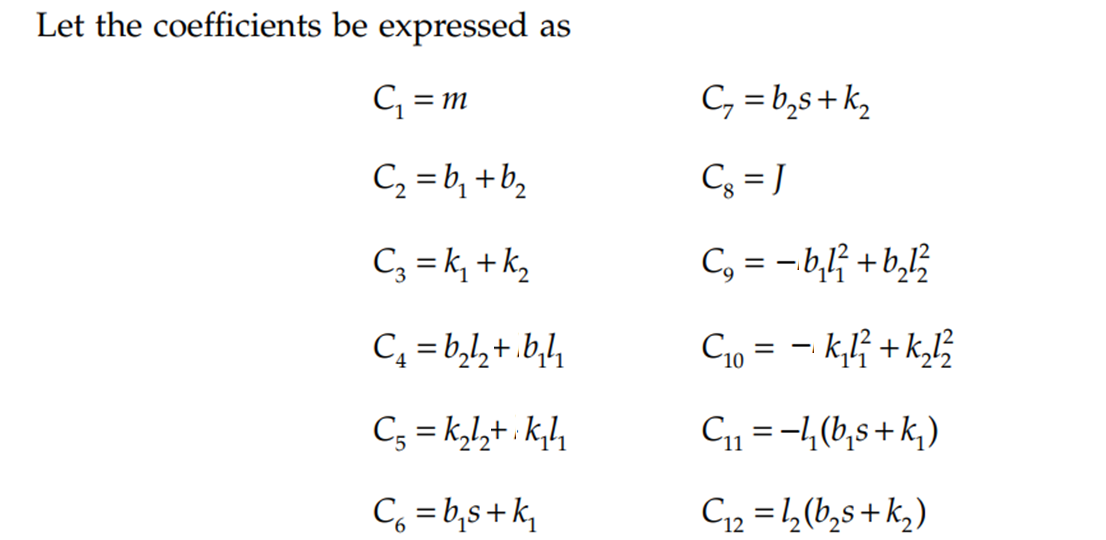 Let the coefficients be expressed as
C₁ = m
C₇ = b₂s + k₂
C₂ = b₁ + b₂
C₈ = J
C₃ = k₁ + k₂
C₉ = −b₁l₁² + b₂l₂²
C₄ = b₂l₂ + b₁l₁
C₁₀ = − k₁l₁² + k₂l₂²
C₅ = k₂l₂ + k₁l₁
C₁₁ = −l₁(b₁s + k₁)
C₆ = b₁s + k₁
C₁₂ = l₂(b₂s + k₂)